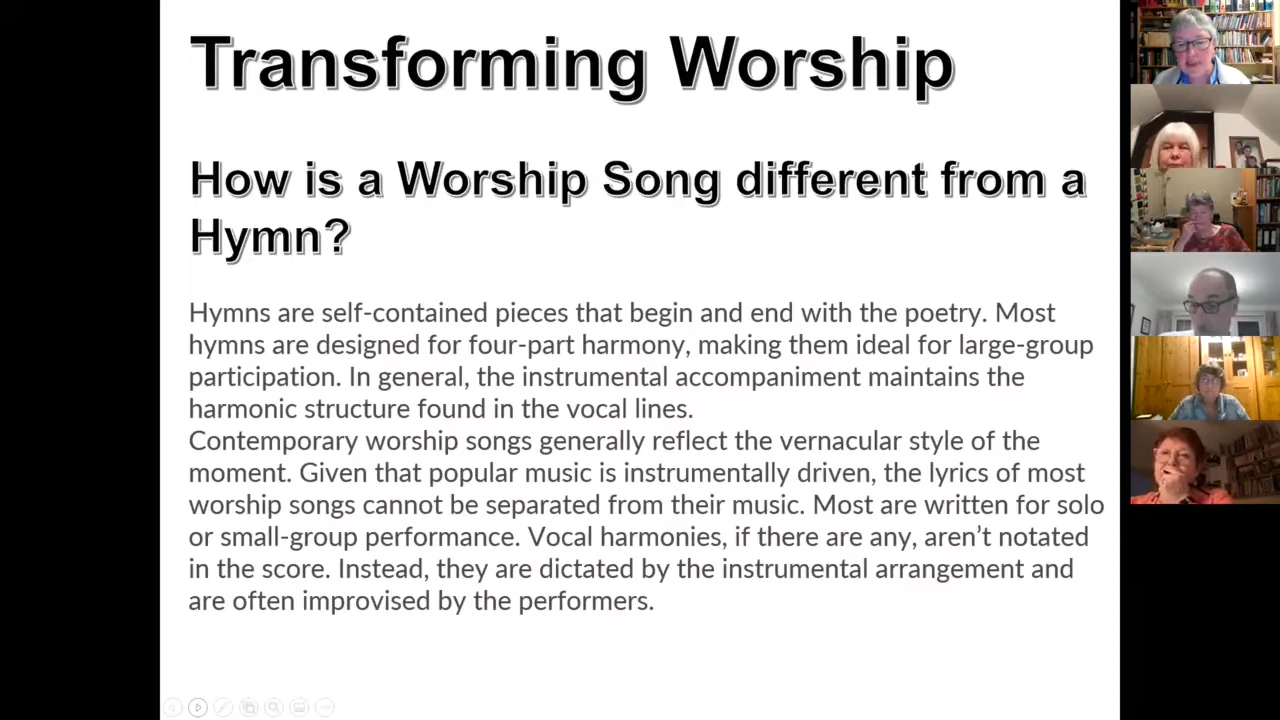 Transforming Worship
How is a Worship Song different from a
Hymn?
Hymns are self-contained pieces that begin and end with the poetry. Most
hymns are designed for four-part harmony, making them ideal for large-group
participation. In general, the instrumental accompaniment maintains the
harmonic structure found in the vocal lines.
Contemporary worship songs generally reflect the vernacular style of the
moment. Given that popular music is instrumentally driven, the lyrics of most
worship songs cannot be separated from their music. Most are written for solo
or small-group performance. Vocal harmonies, if there are any, aren’t notated
in the score. Instead, they are dictated by the instrumental arrangement and
are often improvised by the performers.